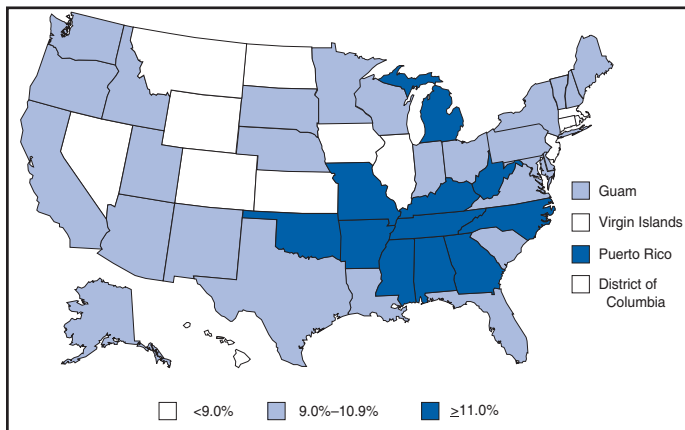 Guam
Virgin Islands
Puerto Rico
District of
Columbia
<9.0%
9.0%–10.9%
≥11.0%